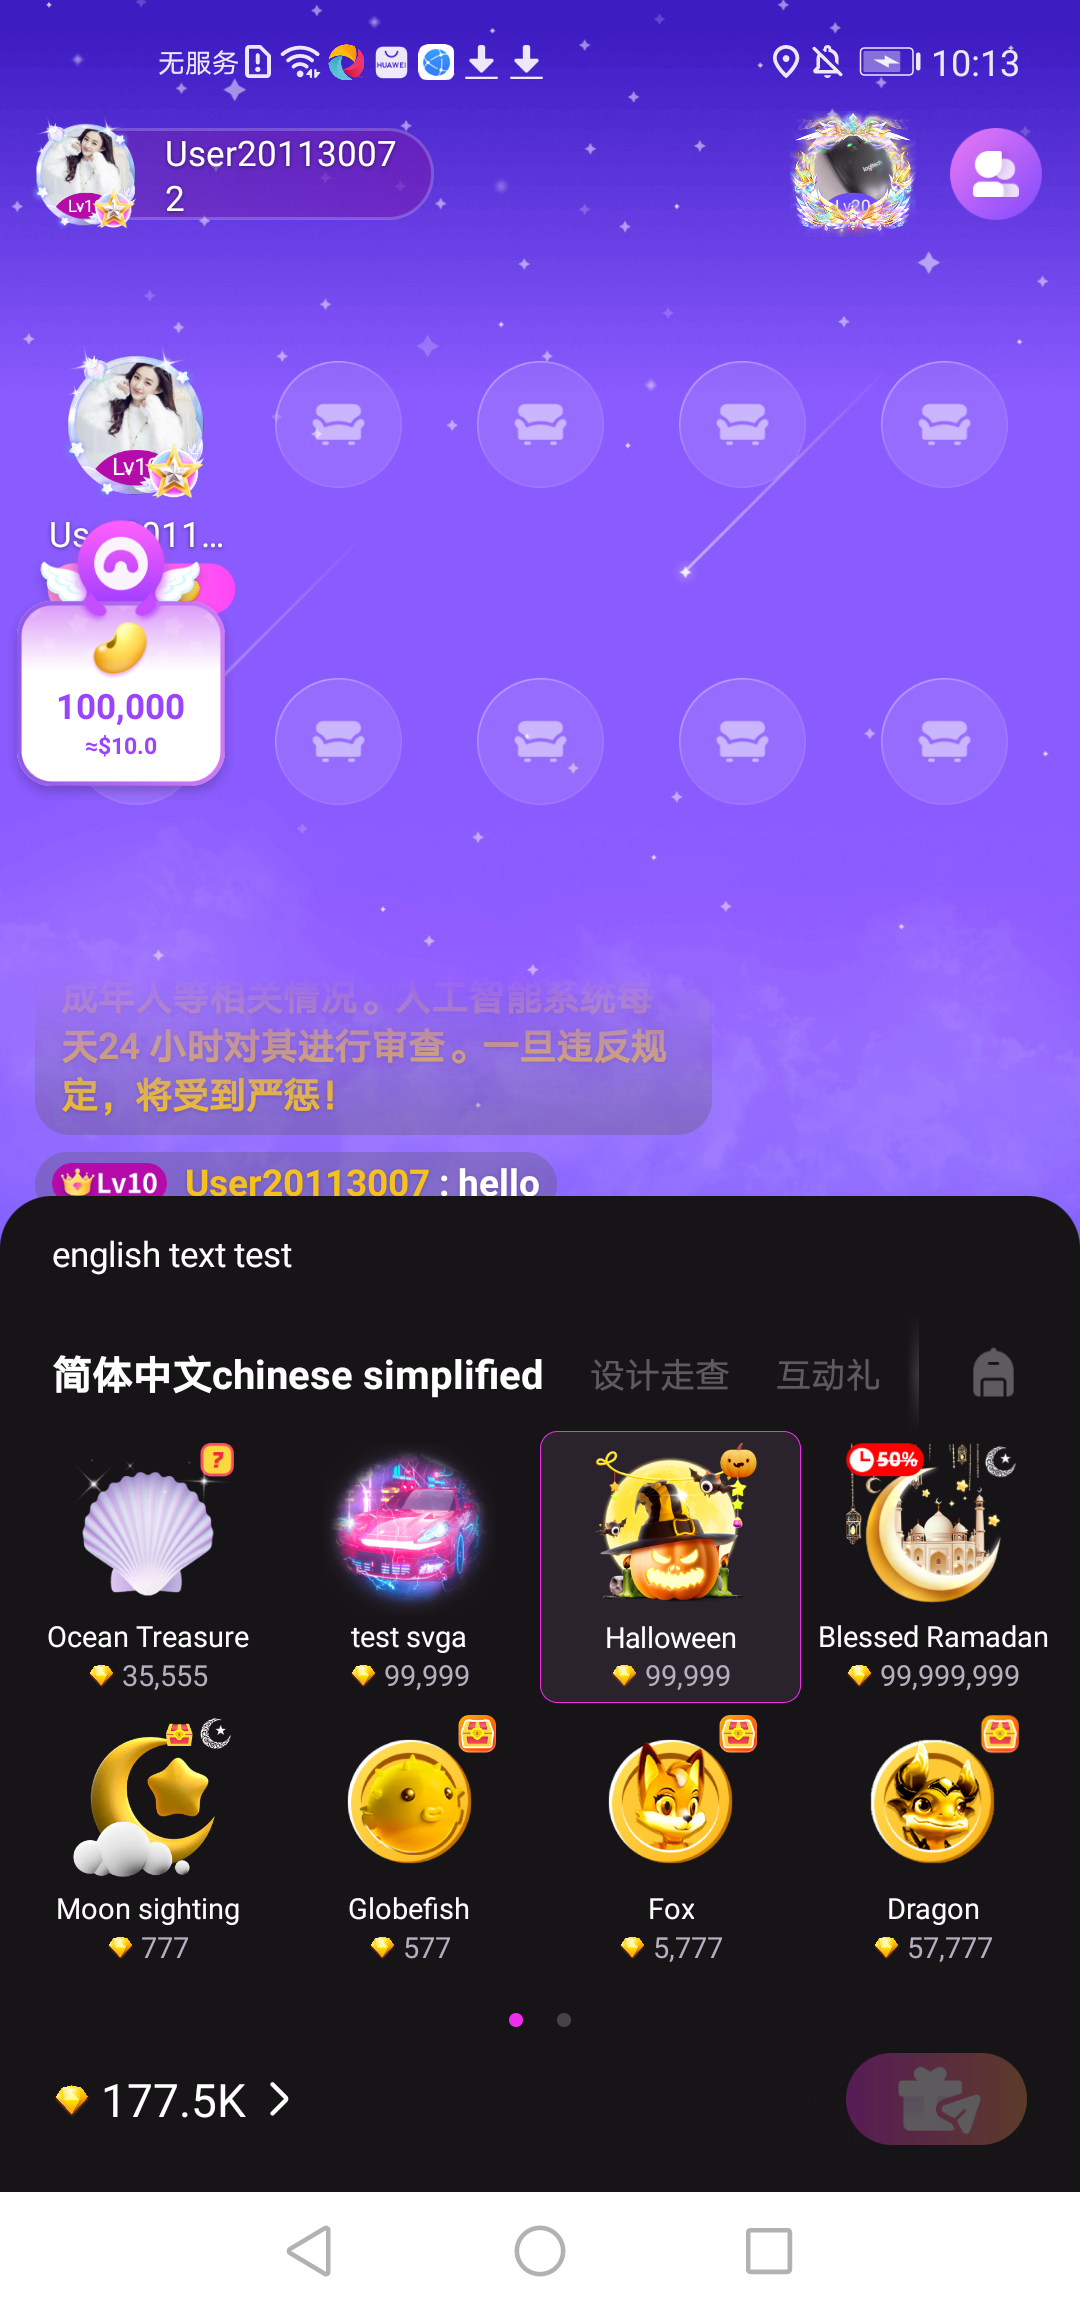 无服务
HUAWEI
10:13
User20113007
2
Lv1
logitech
Lv20
Lv1
100,000
≈$10.0
成年人等相关情况。人工智能系统每
天24 小时对其进行审查。一旦违反规
定，将受到严惩！
Lv10 User20113007 : hello
english text test
简体中文chinese simplified 设计走查 互动礼
?
50%
Ocean Treasure test svga Halloween Blessed Ramadan
35,555 99,999 99,999 99,999,999
Moon sighting Globefish Fox Dragon
777 577 5,777 57,777
177.5K